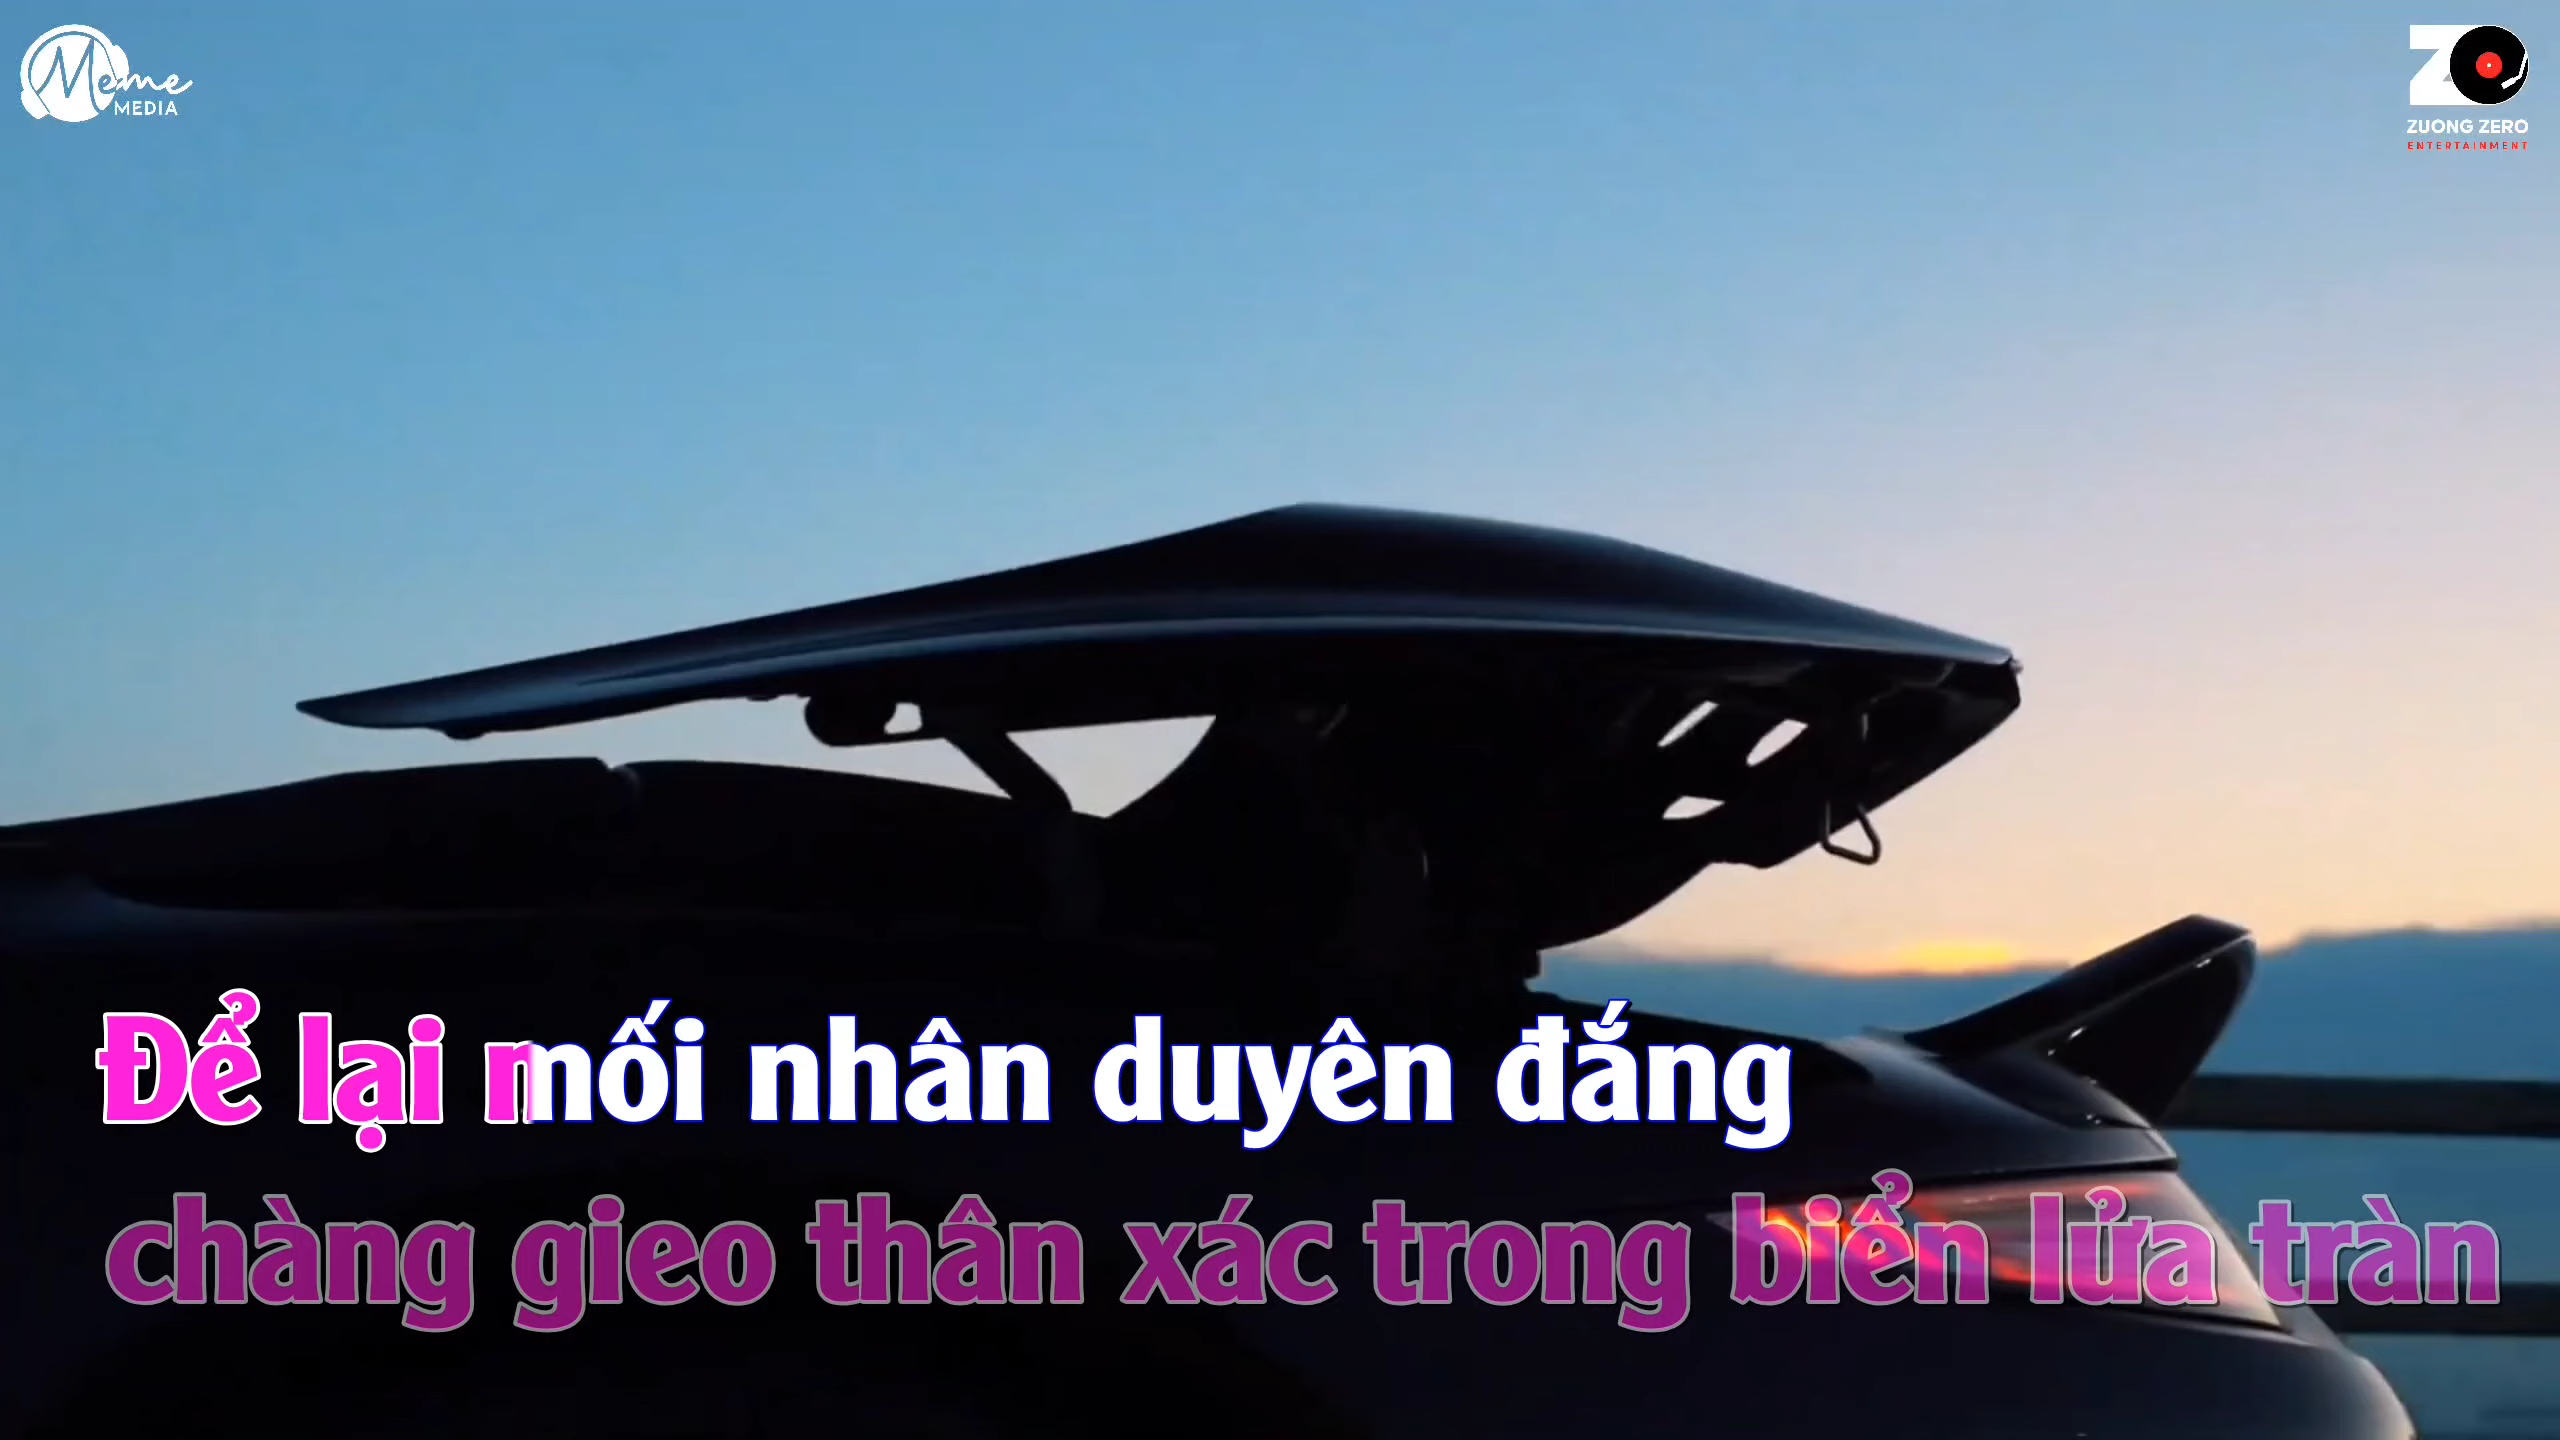 Meme
MEDIA
ZO
ZUONG ZERO
ENTERTAINMENT
Để lại mối nhân duyên đắng
chàng gieo thân xác trong biển lửa tràn